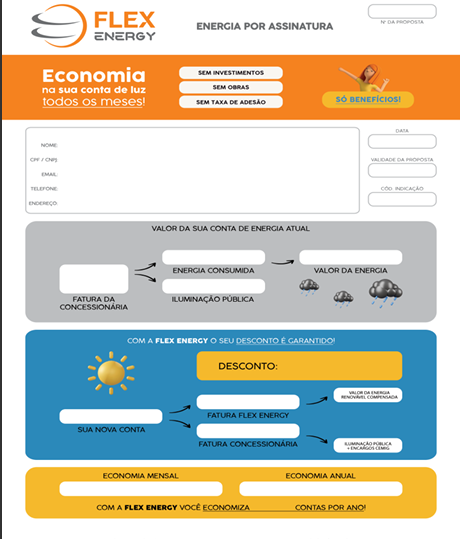 FLEX
ENERGY
ENERGIA POR ASSINATURA
Nº DA PROPOSTA
Economia
na sua conta de luz
todos os meses!
SEM INVESTIMENTOS
SEM OBRAS
SEM TAXA DE ADESÃO
SÓ BENEFÍCIOS!
NOME:
CPF / CNPJ:
EMAIL:
TELEFONE:
ENDEREÇO:
DATA
VALIDADE DA PROPOSTA
CÓD. INDICAÇÃO
VALOR DA SUA CONTA DE ENERGIA ATUAL
FATURA DA
CONCESSIONÁRIA
ENERGIA CONSUMIDA
ILUMINAÇÃO PÚBLICA
VALOR DA ENERGIA
COM A FLEX ENERGY O SEU DESCONTO É GARANTIDO!
DESCONTO:
SUA NOVA CONTA
FATURA FLEX ENERGY
FATURA CONCESSIONÁRIA
VALOR DA ENERGIA
RENOVÁVEL COMPENSADA
ILUMINAÇÃO PÚBLICA
+ ENCARGOS CEMIG
ECONOMIA MENSAL
ECONOMIA ANUAL
COM A FLEX ENERGY VOCÊ ECONOMIZA CONTAS POR ANO!